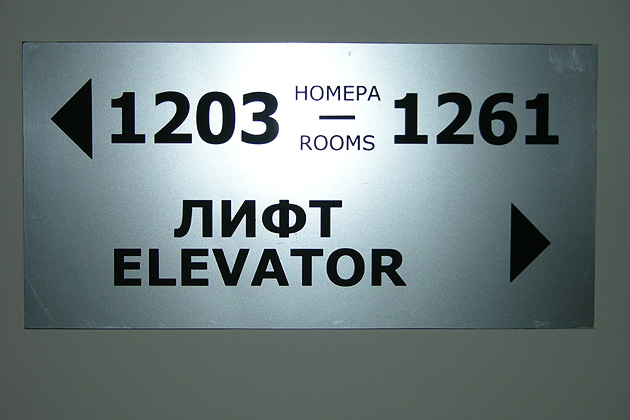 НОМЕРА
1203 — 1261
ROOMS
ЛИФТ
ELEVATOR